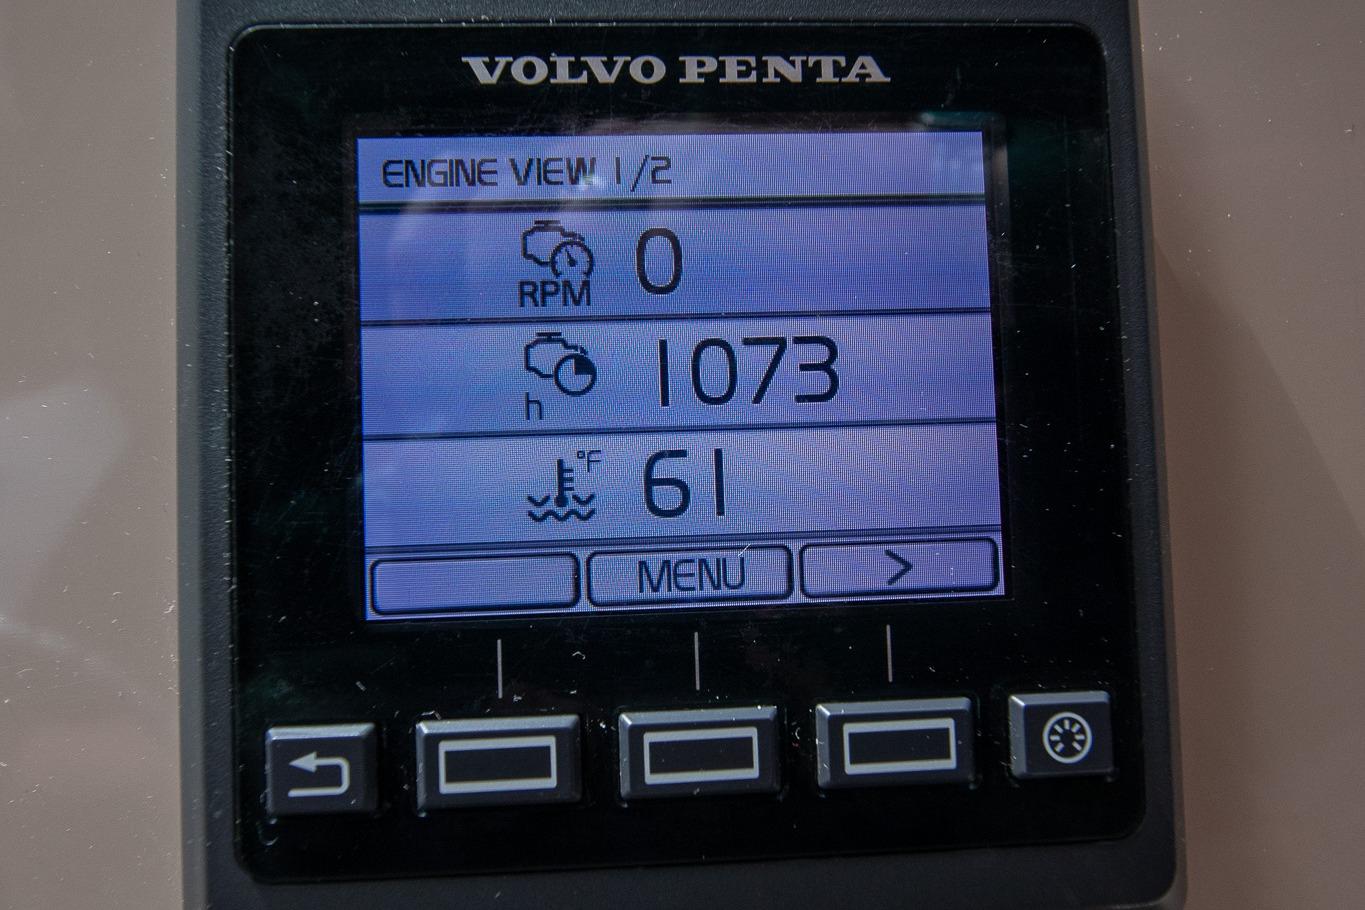 VOLVO PENTA
ENGINE VIEW 1/2
RPM 0
h 1073
°F 61
MENU >